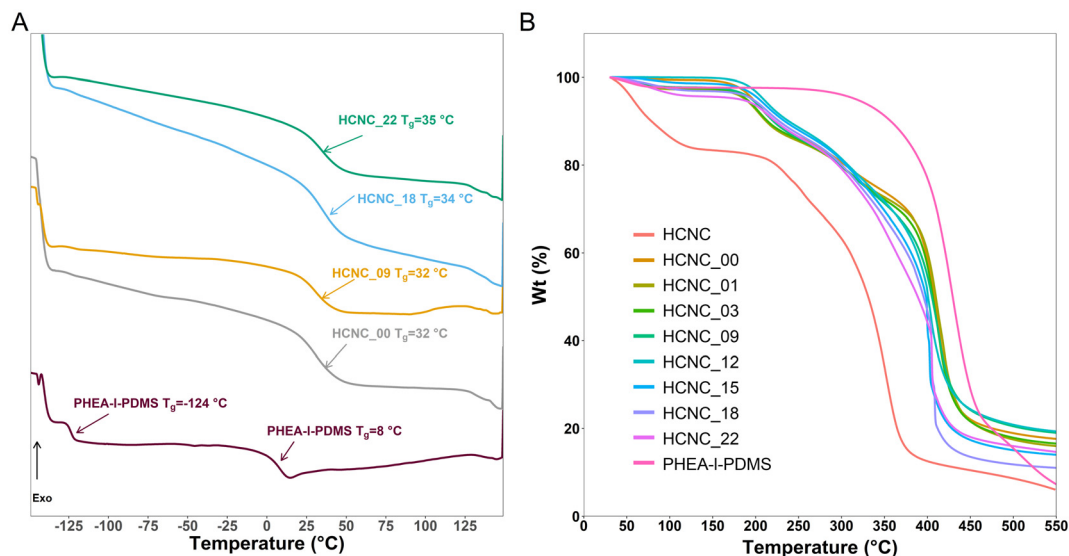 A
HCNC_22 Tg=35 °C
HCNC_18 Tg=34 °C
HCNC_09 Tg=32 °C
HCNC_00 Tg=32 °C
PHEA-l-PDMS Tg=-124 °C
PHEA-l-PDMS Tg=8 °C
Exo
-125 -100 -75 -50 -25 0 25 50 75 100 125
Temperature (°C)
B
100
80
60
40
20
0
Wt (%)
HCNC
HCNC_00
HCNC_01
HCNC_03
HCNC_09
HCNC_12
HCNC_15
HCNC_18
HCNC_22
PHEA-l-PDMS
0 50 100 150 200 250 300 350 400 450 500 550
Temperature (°C)